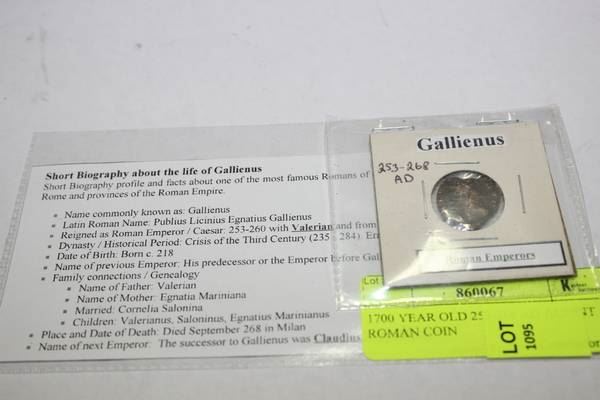 Short Biography about the life of Gallienus
Short Biography profile and facts about one of the most famous Romans of
Rome and provinces of the Roman Empire.
Name commonly known as: Gallienus
Latin Roman Name: Publius Licinius Egnatius Gallienus
Reigned as Roman Emperor / Caesar: 253-260 with Valerian and from
Dynasty / Historical Period: Crisis of the Third Century (235 - 284).
Date of Birth: Born c. 218
Name of previous Emperor: His predecessor or the Emperor before Gal
Family connections / Genealogy
Name of Father: Valerian
Name of Mother: Egnatia Mariniana
Married: Cornelia Salonina
Children: Valerianus, Saloninus, Egnatius Marinianus
Place and Date of Death: Died September 268 in Milan
Name of next Emperor: The successor to Gallienus was Claudius
Gallienus
253-268
AD
Roman Emperors
Lot
860067
1700 YEAR OLD
ROMAN COIN
LOT
1095